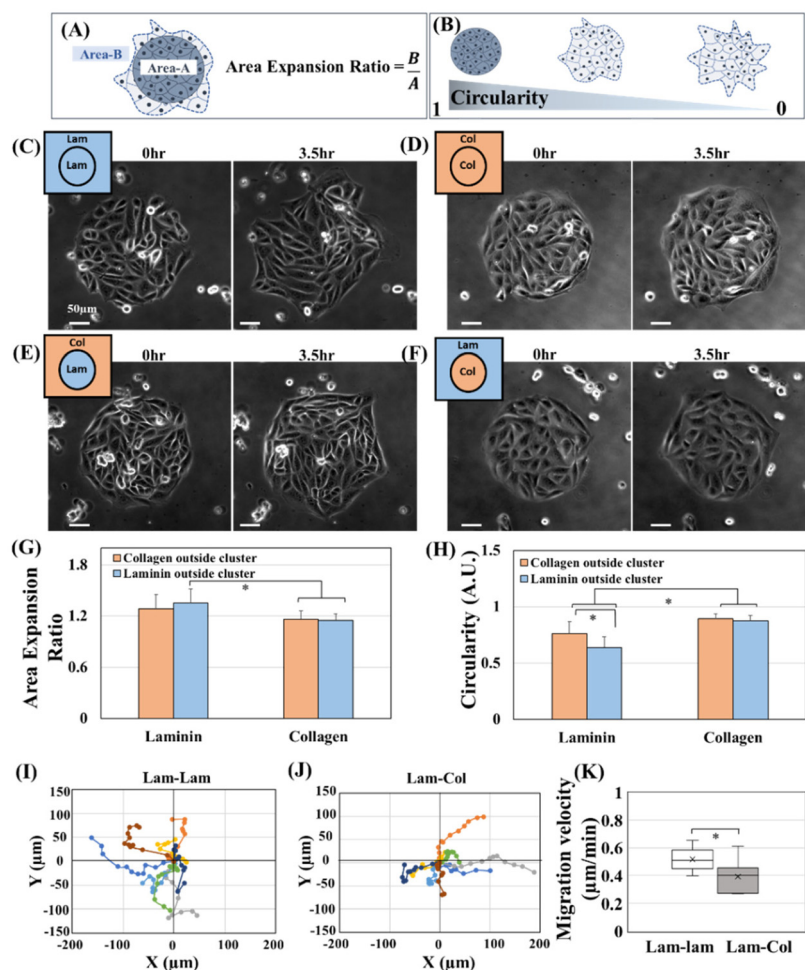 (A)
Area-B
Area-A
Area Expansion Ratio = B
A
(B)
1
Circularity
0
(C)
Lam
Lam
0hr
3.5hr
50µm
(D)
Col
Col
0hr
3.5hr
(E)
Col
Lam
0hr
3.5hr
(F)
Lam
Col
0hr
3.5hr
(G)
Area Expansion
Ratio
1.8
1.2
0.6
0
Collagen outside cluster
Laminin outside cluster
*
Laminin
Collagen
(H)
Circularity (A.U.)
1.5
1
0.5
0
Collagen outside cluster
Laminin outside cluster
*
*
Laminin
Collagen
(I)
Lam-Lam
Y (µm)
150
100
50
0
-50
-100
-150
-200
-100
0
100
200
X (µm)
(J)
Lam-Col
Y (µm)
150
100
50
0
-50
-100
-150
-200
-100
0
100
200
X (µm)
(K)
Migration velocity
(µm/min)
1
0.8
0.6
0.4
0.2
0
*
Lam-lam
Lam-Col